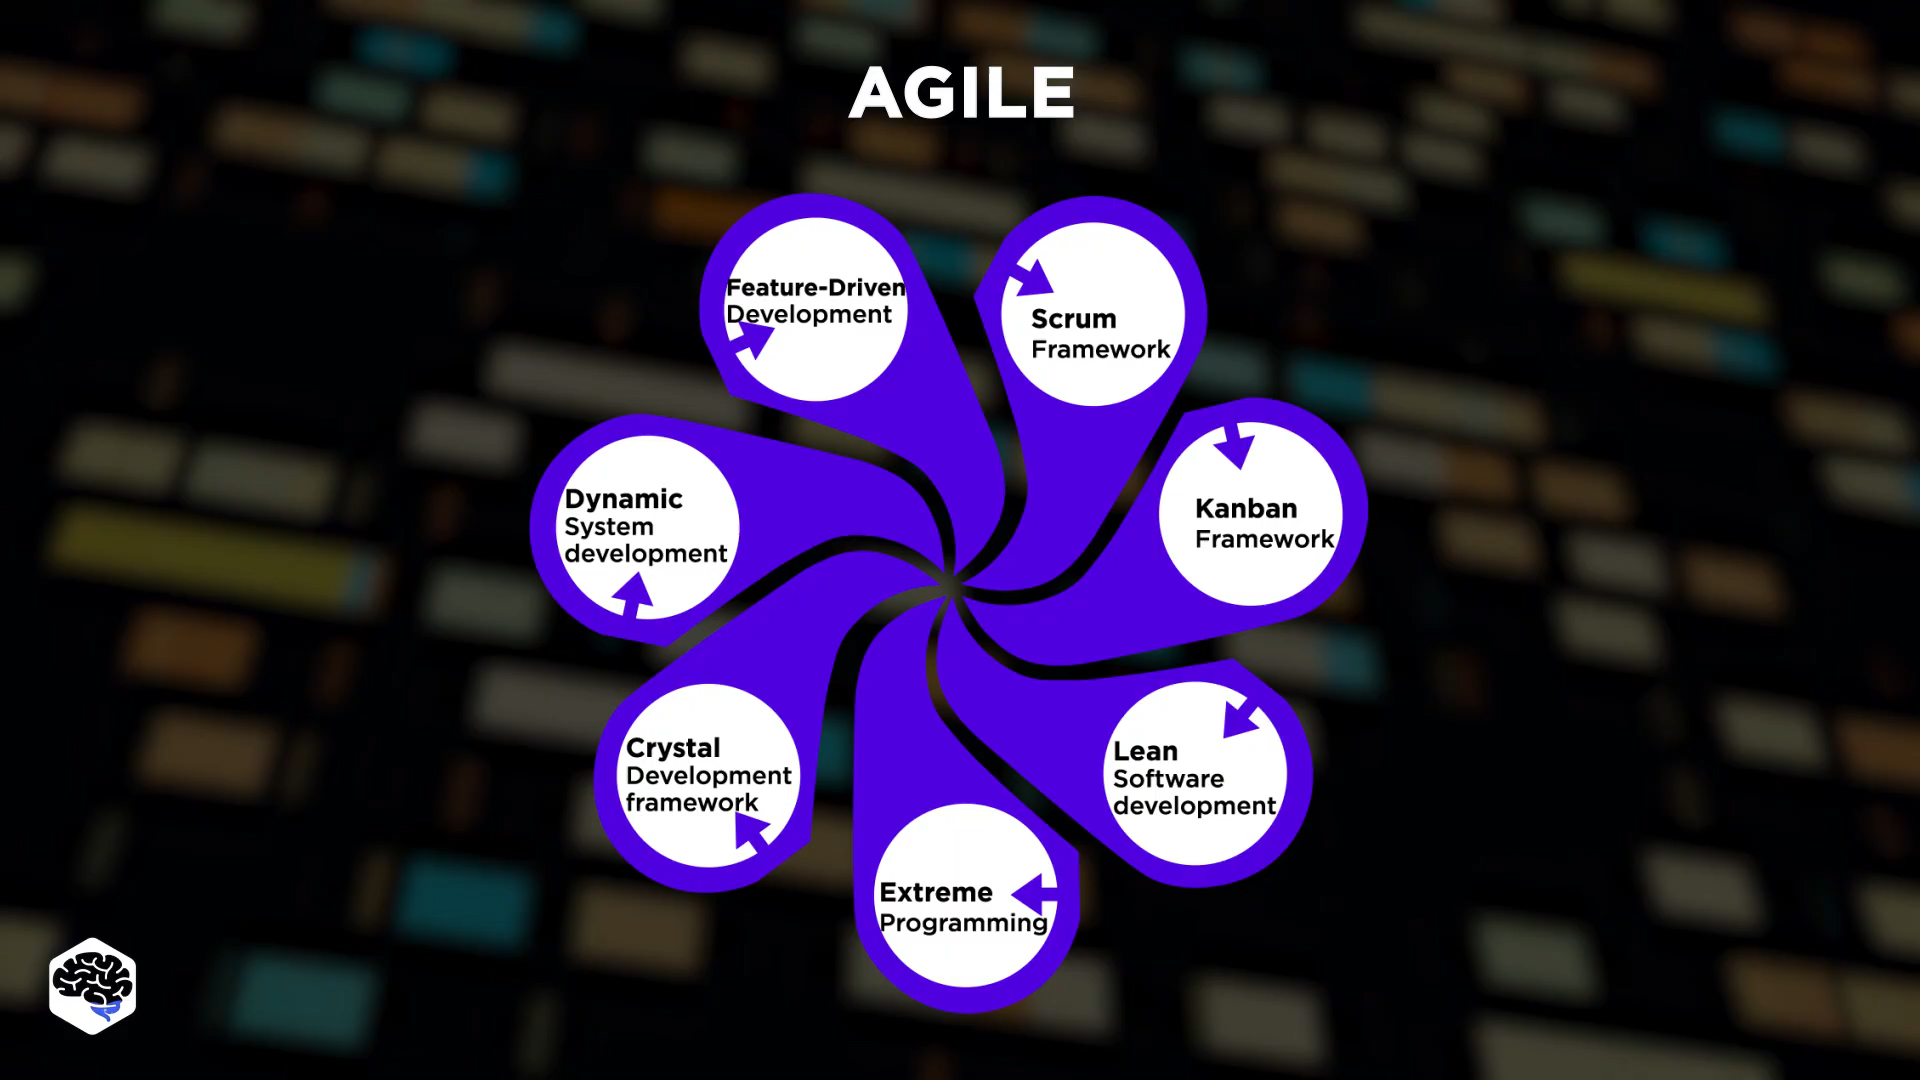 AGILE
Feature-Driven
Development
Scrum
Framework
Kanban
Framework
Lean
Software
development
Extreme
Programming
Crystal
Development
framework
Dynamic
System
development